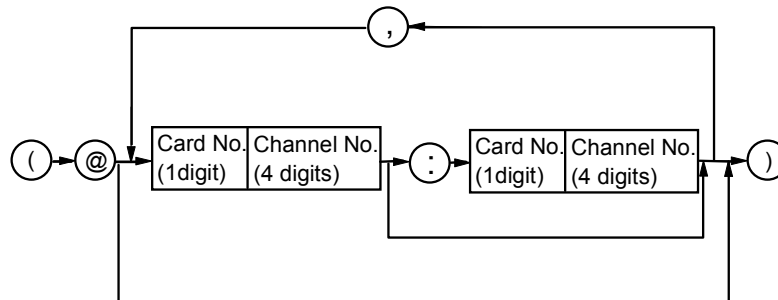 ,
( @ Card No. Channel No. : Card No. Channel No. )
(1digit) (4 digits) (1digit) (4 digits)